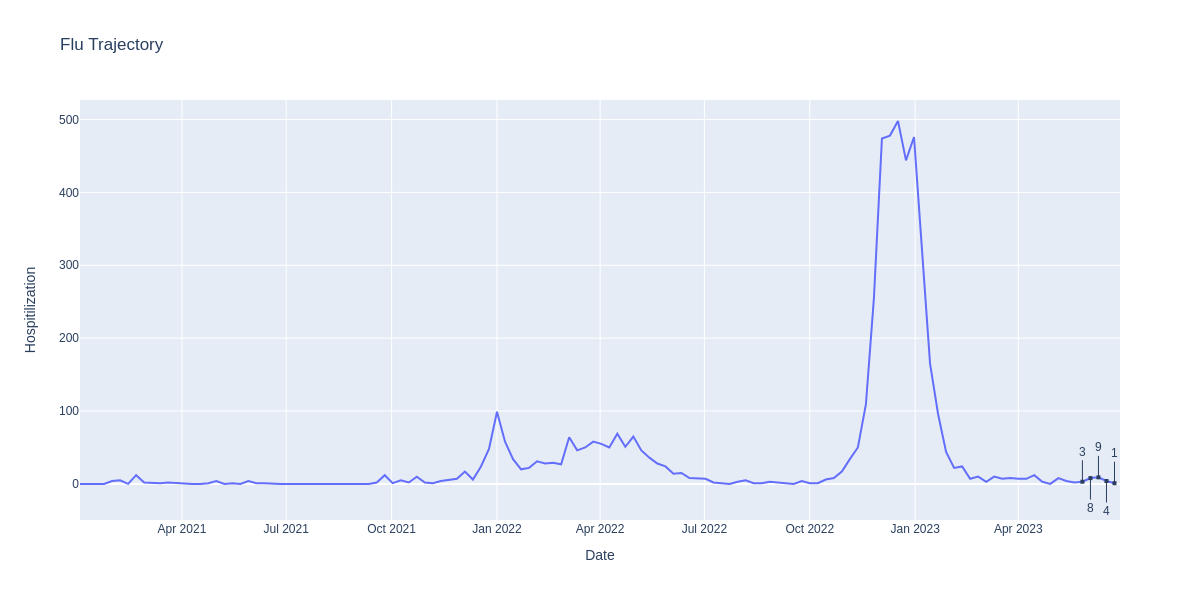 Flu Trajectory
500
400
300
200
100
0
Hospitilization
3
9
1
8
4
Apr 2021
Jul 2021
Oct 2021
Jan 2022
Apr 2022
Jul 2022
Oct 2022
Jan 2023
Apr 2023
Date